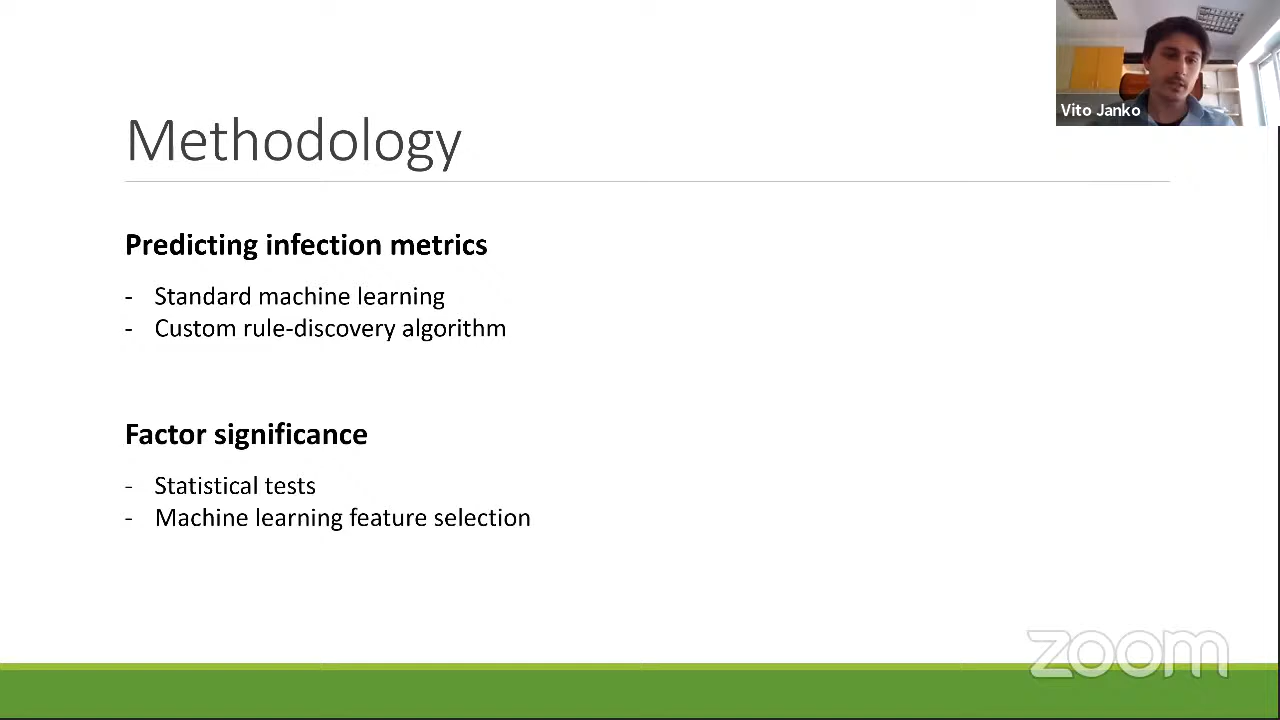 Vito Janko
Methodology
Predicting infection metrics
- Standard machine learning
- Custom rule-discovery algorithm
Factor significance
- Statistical tests
- Machine learning feature selection
zoom